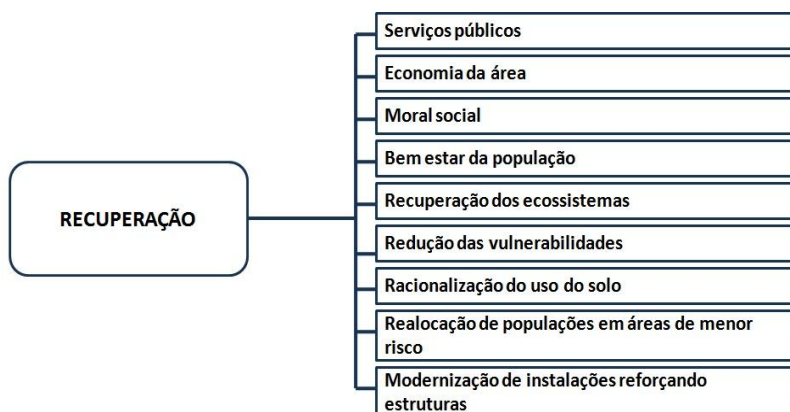 RECUPERAÇÃO
Serviços públicos
Economia da área
Moral social
Bem estar da população
Recuperação dos ecossistemas
Redução das vulnerabilidades
Racionalização do uso do solo
Realocação de populações em áreas de menor
risco
Modernização de instalações reforçando
estruturas